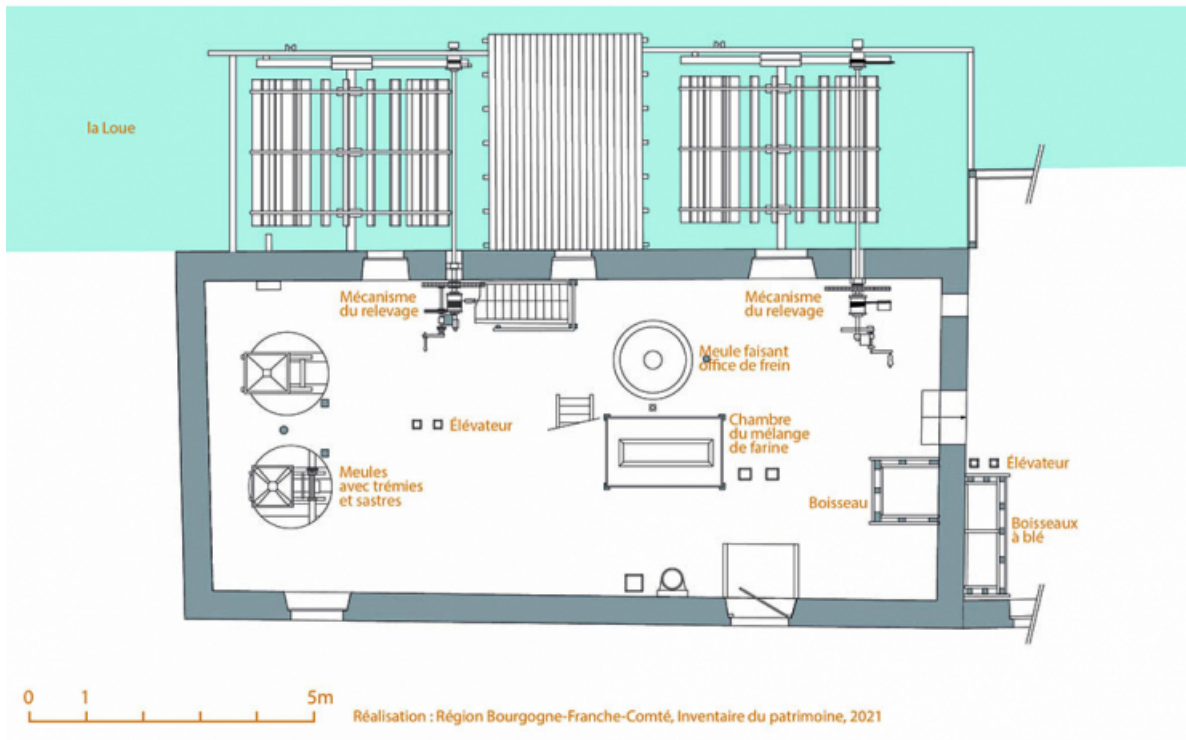 la Loue
Mécanisme
du relevage
Mécanisme
du relevage
Meule faisant
office de frein
Élévateur
Chambre
du mélange
de farine
Meules
avec trémies
et sastres
Boisseau
Élévateur
Boisseaux
à blé
0 1 5m
Réalisation : Région Bourgogne-Franche-Comté, Inventaire du patrimoine, 2021